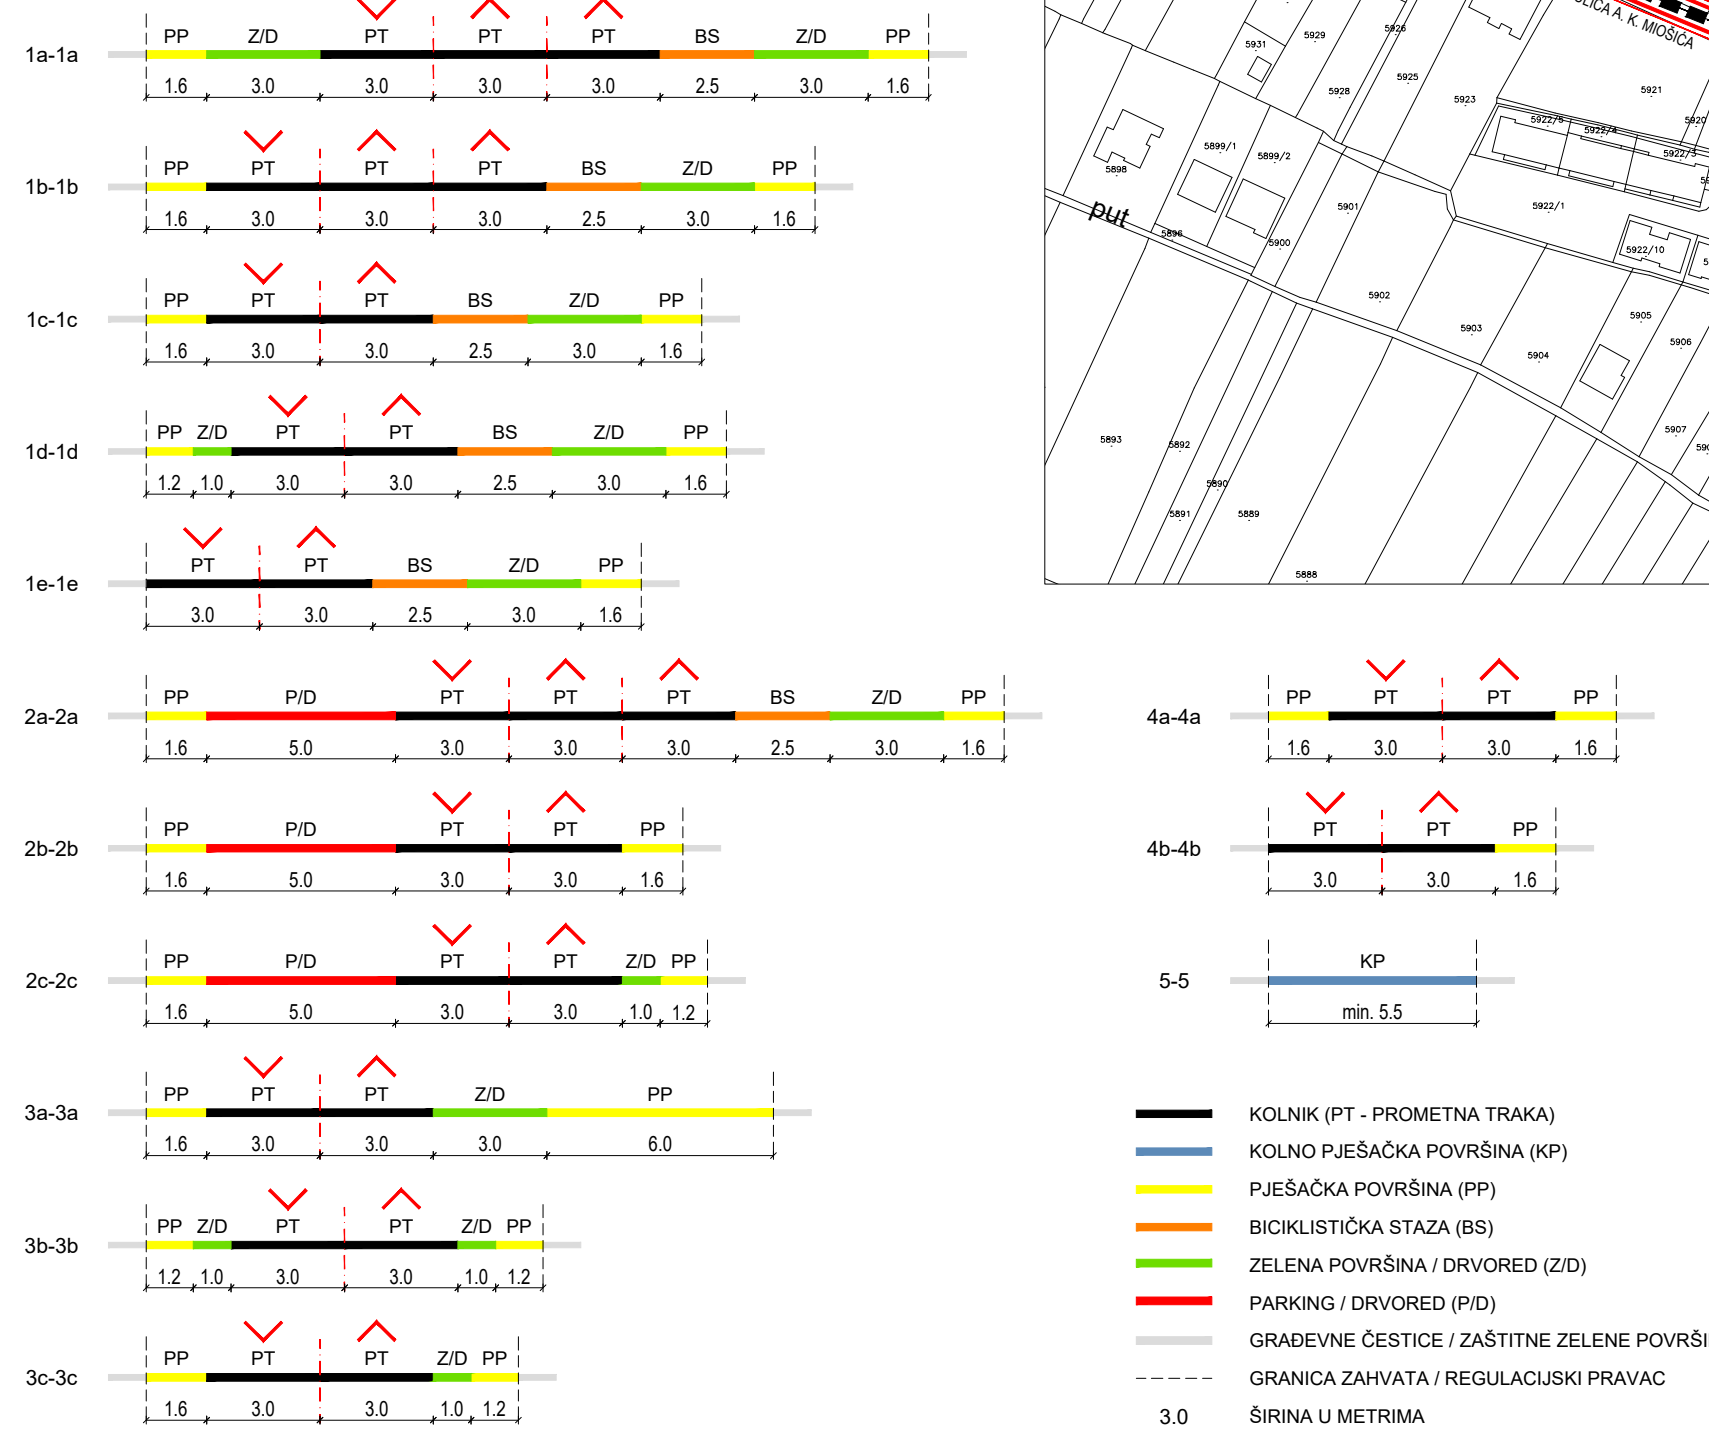 PP Z/D PT PT PT BS Z/D PP
1a-1a
1.6 3.0 3.0 3.0 3.0 2.5 3.0 1.6
PP PT PT PT BS Z/D PP
1b-1b
1.6 3.0 3.0 3.0 2.5 3.0 1.6
PP PT PT BS Z/D PP
1c-1c
1.6 3.0 3.0 2.5 3.0 1.6
PP Z/D PT PT BS Z/D PP
1d-1d
1.2 1.0 3.0 3.0 2.5 3.0 1.6
PT PT BS Z/D PP
1e-1e
3.0 3.0 2.5 3.0 1.6
PP P/D PT PT PT BS Z/D PP
2a-2a
1.6 5.0 3.0 3.0 3.0 2.5 3.0 1.6
PP P/D PT PT PP
2b-2b
1.6 5.0 3.0 3.0 1.6
PP P/D PT PT Z/D PP
2c-2c
1.6 5.0 3.0 3.0 1.0 1.2
PP PT PT Z/D PP
3a-3a
1.6 3.0 3.0 3.0 6.0
PP Z/D PT PT Z/D PP
3b-3b
1.2 1.0 3.0 3.0 1.0 1.2
PP PT PT Z/D PP
3c-3c
1.6 3.0 3.0 1.0 1.2
A. K. MIOŠIĆA
5931
5929
5926
5925
5928
5923
5921
5920
5922/5
5922/4
5922/3
5899/1
5899/2
5898
put
5896
5901
5900
5922/1
5922/10
5902
5903
5904
5905
5906
5907
5893
5892
5890
5891
5889
5888
PP PT PT PP
4a-4a
1.6 3.0 3.0 1.6
PT PT PP
4b-4b
3.0 3.0 1.6
KP
5-5
min. 5.5
KOLNIK (PT - PROMETNA TRAKA)
KOLNO PJEŠAČKA POVRŠINA (KP)
PJEŠAČKA POVRŠINA (PP)
BICIKLISTIČKA STAZA (BS)
ZELENA POVRŠINA / DRVORED (Z/D)
PARKING / DRVORED (P/D)
GRAĐEVNE ČESTICE / ZAŠTITNE ZELENE
GRANICA ZAHVATA / REGULACIJSKI PRAVAC
3.0 ŠIRINA U METRIMA